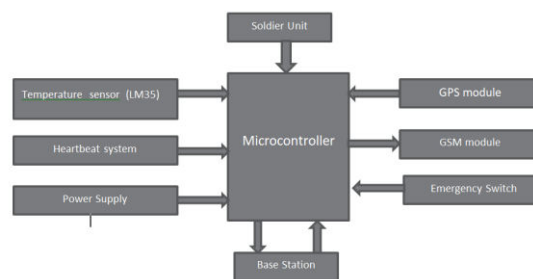 Soldier Unit
Temperature sensor (LM35)
GPS module
Heartbeat system
Microcontroller
GSM module
Power Supply
Emergency Switch
Base Station